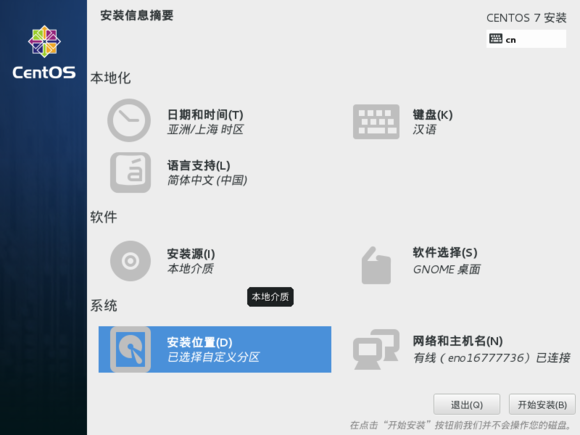 安装信息摘要
CENTOS 7 安装
cn
CentOS
本地化
日期和时间(T)
亚洲/上海 时区
键盘(K)
汉语
语言支持(L)
简体中文 (中国)
软件
安装源(I)
本地介质
软件选择(S)
GNOME 桌面
本地介质
系统
安装位置(D)
已选择自定义分区
网络和主机名(N)
有线 ( eno16777736 ) 已连接
退出(Q)
开始安装(B)
在点击“开始安装”按钮前我们并不会操作您的磁盘。